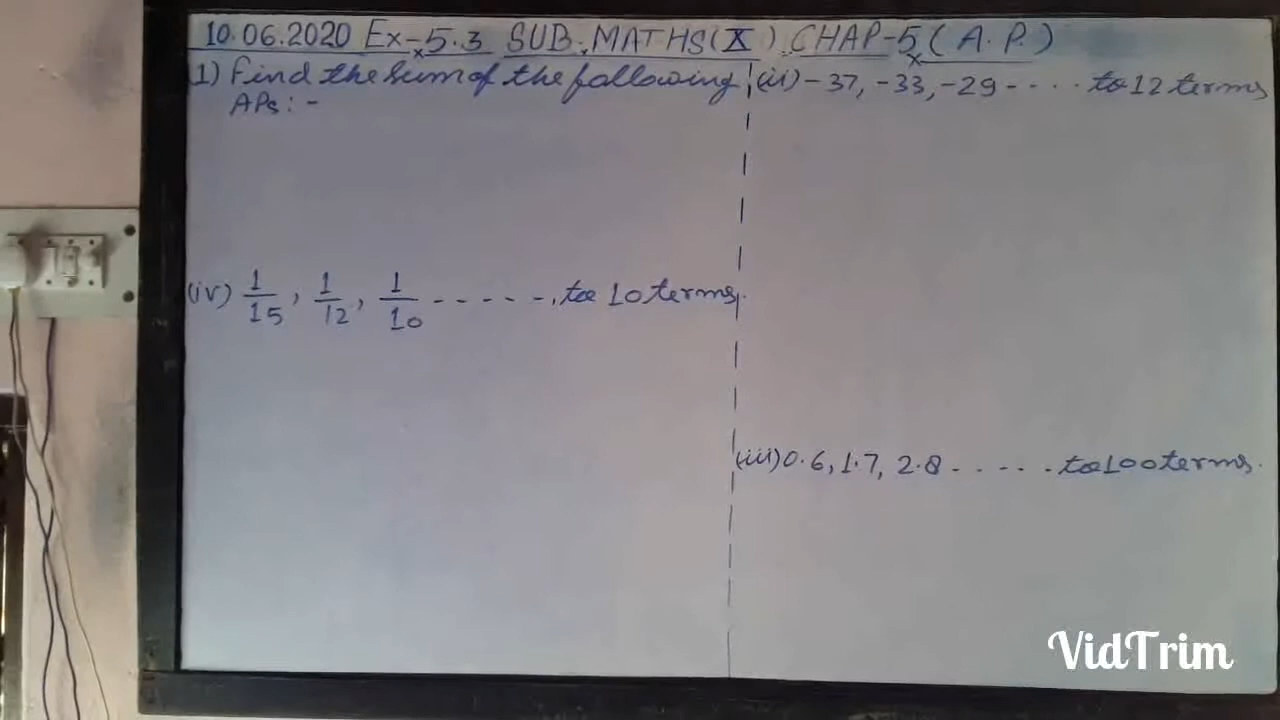 10.06.2020 Ex-5.3 SUB. MATHS(X) CHAP-5 (A.P.)
1) Find the sum of the following
APs:-
(iv) 1/15, 1/12, 1/10 -----, to 10 terms.
(ii) -37, -33, -29 - ... to 12 terms
(iii) 0.6, 1.7, 2.8 ..... to 100 terms.
VidTrim